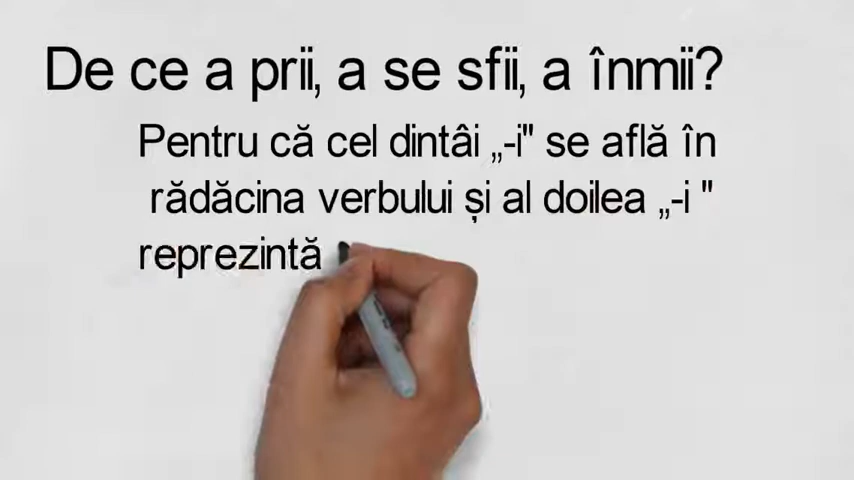 De ce a prii, a se sfii, a înmii?
Pentru că cel dintâi „-i" se află în
rădăcina verbului și al doilea „-i "
reprezintă